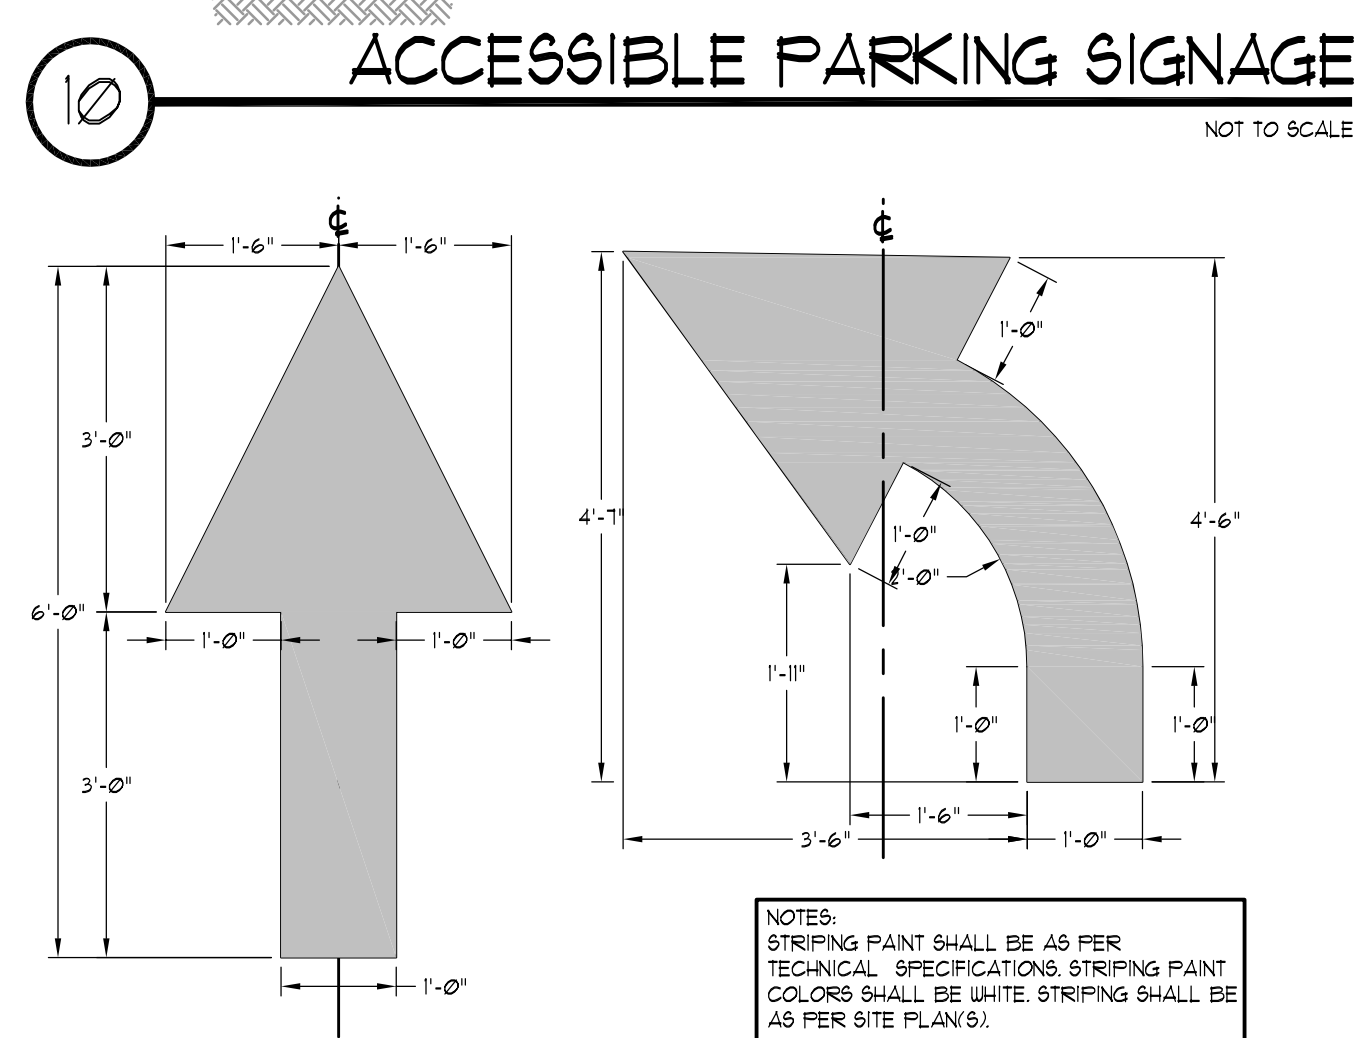 10
ACCESSIBLE PARKING SIGNAGE
NOT TO SCALE
℄
1'-6" 1'-6"
3'-0"
6'-0"
1'-0" 1'-0"
3'-0"
1'-0"
℄
1'-0"
4'-7"
4'-6"
1'-0"
2'-0"
1'-11"
1'-0" 1'-0"
1'-6"
3'-6" 1'-0"
NOTES:
STRIPING PAINT SHALL BE AS PER
TECHNICAL SPECIFICATIONS. STRIPING PAINT
COLORS SHALL BE WHITE. STRIPING SHALL BE
AS PER SITE PLAN(S).